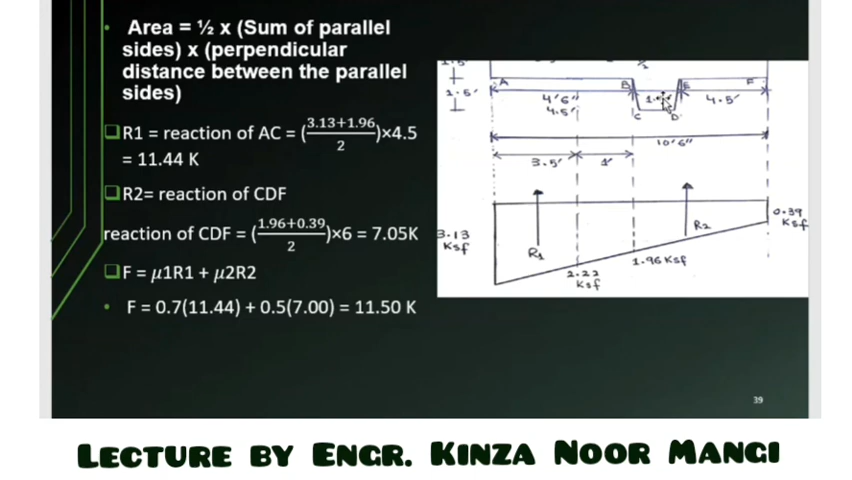 Area = ½ x (Sum of parallel
sides) x (perpendicular
distance between the parallel
sides)
R1 = reaction of AC = (3.13+1.96/2)×4.5
= 11.44 K
R2= reaction of CDF
reaction of CDF = (1.96+0.39/2)×6 = 7.05K
F = μ1R1 + μ2R2
F = 0.7(11.44) + 0.5(7.00) = 11.50 K
1.5'
A B E F
4'6" 4.5'
4.5'
C D
10'6"
3.5' 1'
0.39
Ksf
3.13
Ksf
R1 R2
1.96 Ksf
2.22
Ksf
39
LECTURE BY ENGR. KINZA NOOR MANGI